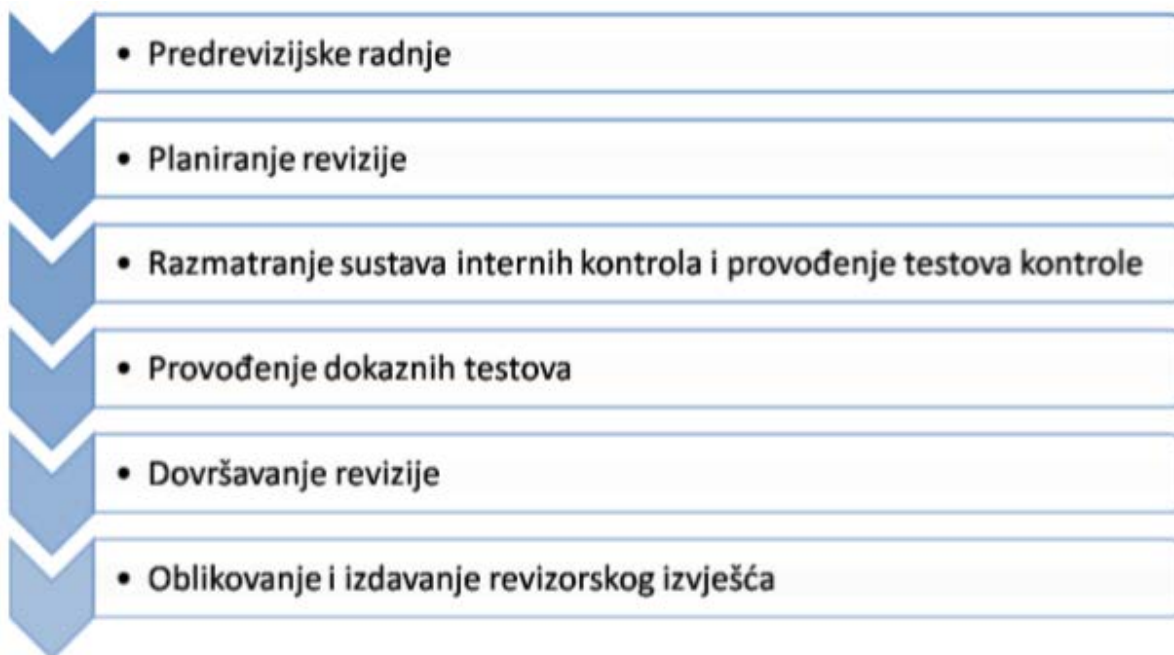 • Predrevizijske radnje
• Planiranje revizije
• Razmatranje sustava internih kontrola i provođenje testova kontrole
• Provođenje dokaznih testova
• Dovršavanje revizije
• Oblikovanje i izdavanje revizorskog izvješća